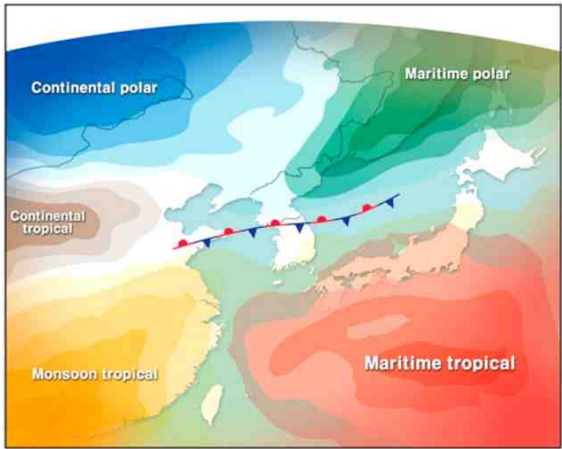 Continental polar
Maritime polar
Continental
tropical
Monsoon tropical
Maritime tropical